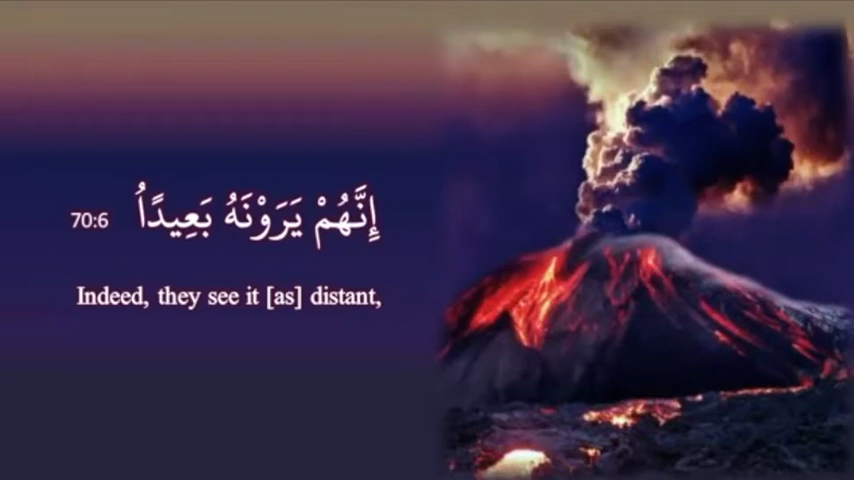 إِنَّهُمْ يَرَوْنَهُ بَعِيدًاُ 70:6
Indeed, they see it [as] distant,